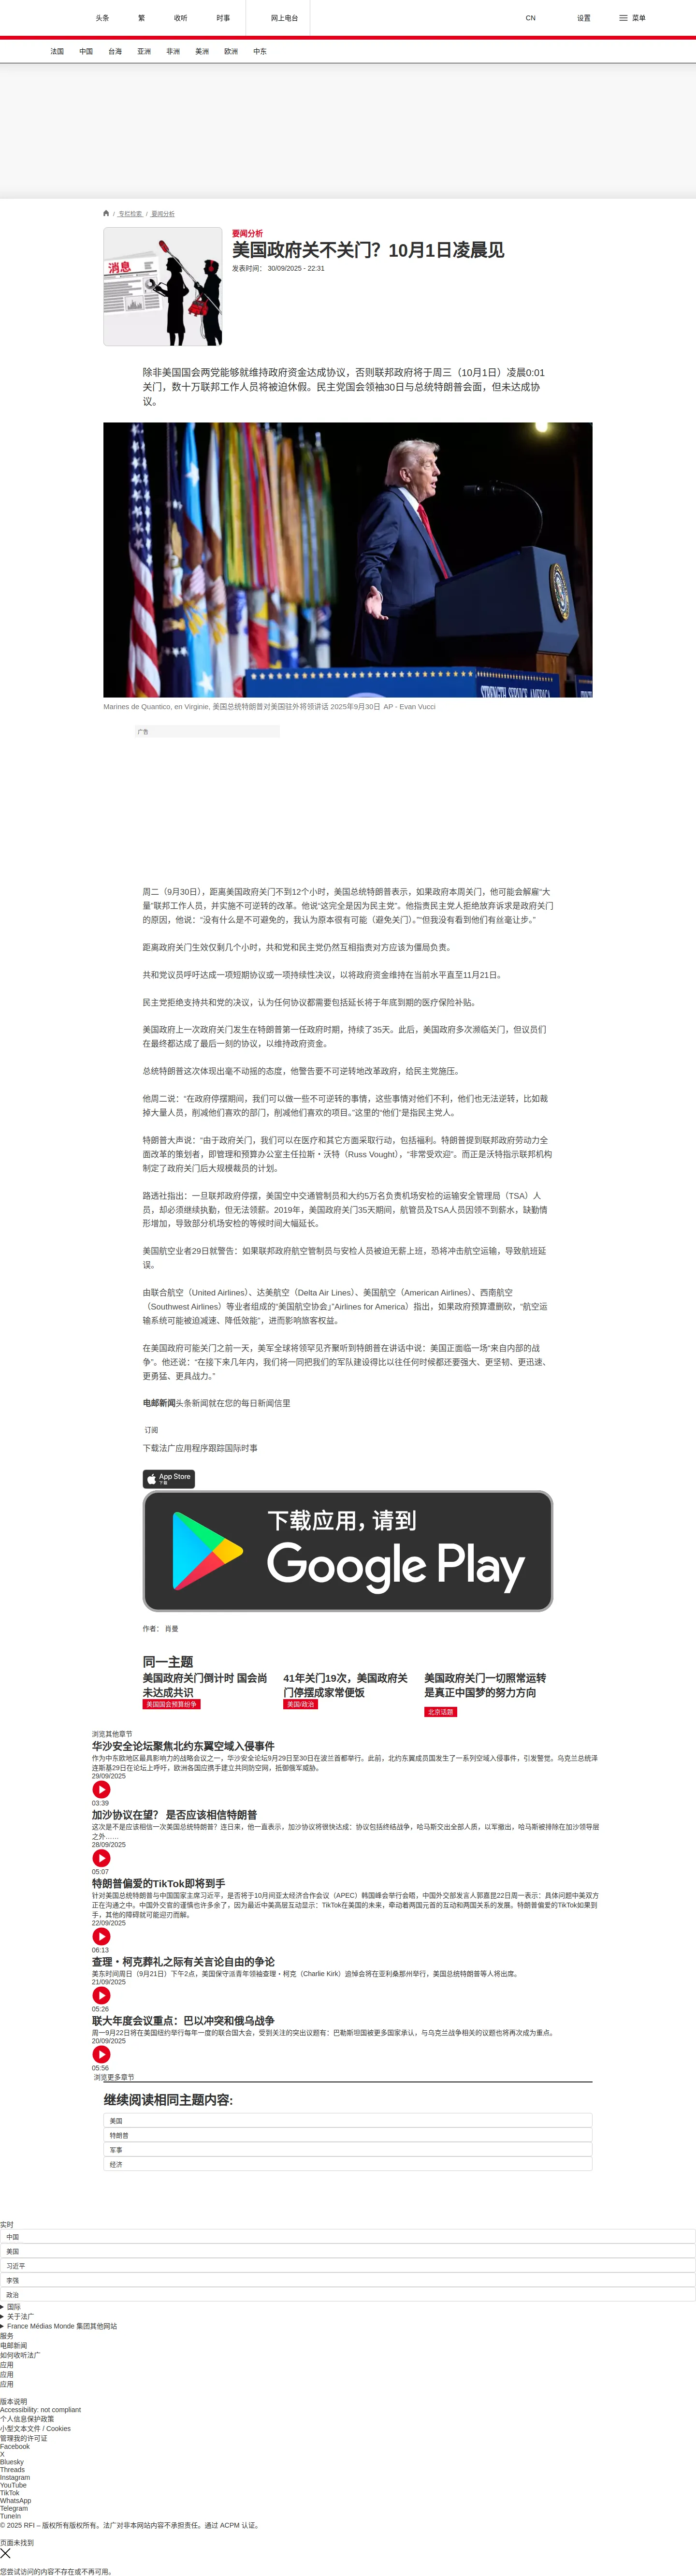 头条
繁
收听
时事
网上电台
CN
设置
菜单
法国
中国
台海
亚洲
非洲
美洲
欧洲
中东
/ 专栏检索 / 要闻分析
消息
要闻分析
美国政府关不关门？10月1日凌晨见
发表时间： 30/09/2025 - 22:31
除非美国国会两党能够就维持政府资金达成协议，否则联邦政府将于周三（10月1日）凌晨0:01
关门，数十万联邦工作人员将被迫休假。民主党国会领袖30日与总统特朗普会面，但未达成协
议。
STRENGTH SERVICE AMERICA
Marines de Quantico, en Virginie, 美国总统特朗普对美国驻外将领讲话 2025年9月30日 AP - Evan Vucci
广告
周二（9月30日），距离美国政府关门不到12个小时，美国总统特朗普表示，如果政府本周关门，他可能会解雇“大
量”联邦工作人员，并实施不可逆转的改革。他说“这完全是因为民主党”。他指责民主党人拒绝放弃诉求是政府关门
的原因，他说：“没有什么是不可避免的，我认为原本很有可能（避免关门）。”“但我没有看到他们有丝毫让步。”
距离政府关门生效仅剩几个小时，共和党和民主党仍然互相指责对方应该为僵局负责。
共和党议员呼吁达成一项短期协议或一项持续性决议，以将政府资金维持在当前水平直至11月21日。
民主党拒绝支持共和党的决议，认为任何协议都需要包括延长将于年底到期的医疗保险补贴。
美国政府上一次政府关门发生在特朗普第一任政府时期，持续了35天。此后，美国政府多次濒临关门，但议员们
在最终都达成了最后一刻的协议，以维持政府资金。
总统特朗普这次体现出毫不动摇的态度，他警告要不可逆转地改革政府，给民主党施压。
他周二说：“在政府停摆期间，我们可以做一些不可逆转的事情，这些事情对他们不利，他们也无法逆转，比如裁
掉大量人员，削减他们喜欢的部门，削减他们喜欢的项目。”这里的“他们”是指民主党人。
特朗普大声说：“由于政府关门，我们可以在医疗和其它方面采取行动，包括福利。特朗普提到联邦政府劳动力全
面改革的策划者，即管理和预算办公室主任拉斯・沃特（Russ Vought），“非常受欢迎”。而正是沃特指示联邦机构
制定了政府关门后大规模裁员的计划。
路透社指出：一旦联邦政府停摆，美国空中交通管制员和大约5万名负责机场安检的运输安全管理局（TSA）人
员，却必须继续执勤，但无法领薪。2019年，美国政府关门35天期间，航管员及TSA人员因领不到薪水，缺勤情
形增加，导致部分机场安检的等候时间大幅延长。
美国航空业者29日就警告：如果联邦政府航空管制员与安检人员被迫无薪上班，恐将冲击航空运输，导致航班延
误。
由联合航空（United Airlines）、达美航空（Delta Air Lines）、美国航空（American Airlines）、西南航空
（Southwest Airlines）等业者组成的“美国航空协会」”Airlines for America）指出，如果政府预算遭删砍，“航空运
输系统可能被迫减速、降低效能”，进而影响旅客权益。
在美国政府可能关门之前一天，美军全球将领罕见齐聚听到特朗普在讲话中说：美国正面临一场“来自内部的战
争”。他还说：“在接下来几年内，我们将一同把我们的军队建设得比以往任何时候都还要强大、更坚韧、更迅速、
更勇猛、更具战力。”
电邮新闻头条新闻就在您的每日新闻信里
订阅
下载法广应用程序跟踪国际时事
App Store
下载
下载应用，请到
Google Play
作者： 肖曼
同一主题
美国政府关门倒计时 国会尚
未达成共识
美国国会预算纷争
41年关门19次，美国政府关
门停摆成家常便饭
美国/政治
美国政府关门一切照常运转
是真正中国梦的努力方向
北京话题
浏览其他章节
华沙安全论坛聚焦北约东翼空域入侵事件
作为中东欧地区最具影响力的战略会议之一，华沙安全论坛9月29日至30日在波兰首都举行。此前，北约东翼成员国发生了一系列空域入侵事件，引发警觉。乌克兰总统泽
连斯基29日在论坛上呼吁，欧洲各国应携手建立共同防空网，抵御俄军威胁。
29/09/2025
03:39
加沙协议在望？ 是否应该相信特朗普
这次是不是应该相信一次美国总统特朗普？连日来，他一直表示，加沙协议将很快达成：协议包括终结战争，哈马斯交出全部人质，以军撤出，哈马斯被排除在加沙领导层
之外……
28/09/2025
05:07
特朗普偏爱的TikTok即将到手
针对美国总统特朗普与中国国家主席习近平，是否将于10月间亚太经济合作会议（APEC）韩国峰会举行会晤，中国外交部发言人郭嘉昆22日周一表示：具体问题中美双方
正在沟通之中。中国外交官的谨慎也许多余了，因为最近中美高层互动显示：TikTok在美国的未来，牵动着两国元首的互动和两国关系的发展。特朗普偏爱的TikTok如果到
手，其他的障碍就可能迎刃而解。
22/09/2025
06:13
查理・柯克葬礼之际有关言论自由的争论
美东时间周日（9月21日）下午2点，美国保守派青年领袖查理・柯克（Charlie Kirk）追悼会将在亚利桑那州举行，美国总统特朗普等人将出席。
21/09/2025
05:26
联大年度会议重点：巴以冲突和俄乌战争
周一9月22日将在美国纽约举行每年一度的联合国大会，受到关注的突出议题有：巴勒斯坦国被更多国家承认，与乌克兰战争相关的议题也将再次成为重点。
20/09/2025
05:56
浏览更多章节
继续阅读相同主题内容:
美国
特朗普
军事
经济
实时
中国
美国
习近平
李强
政治
国际
关于法广
France Médias Monde 集团其他网站
服务
电邮新闻
如何收听法广
应用
应用
应用
版本说明
Accessibility: not compliant
个人信息保护政策
小型文本文件 / Cookies
管理我的许可证
Facebook
X
Bluesky
Threads
Instagram
YouTube
TikTok
WhatsApp
Telegram
TuneIn
© 2025 RFI – 版权所有版权所有。法广对非本网站内容不承担责任。通过 ACPM 认证。
页面未找到
您尝试访问的内容不存在或不再可用。